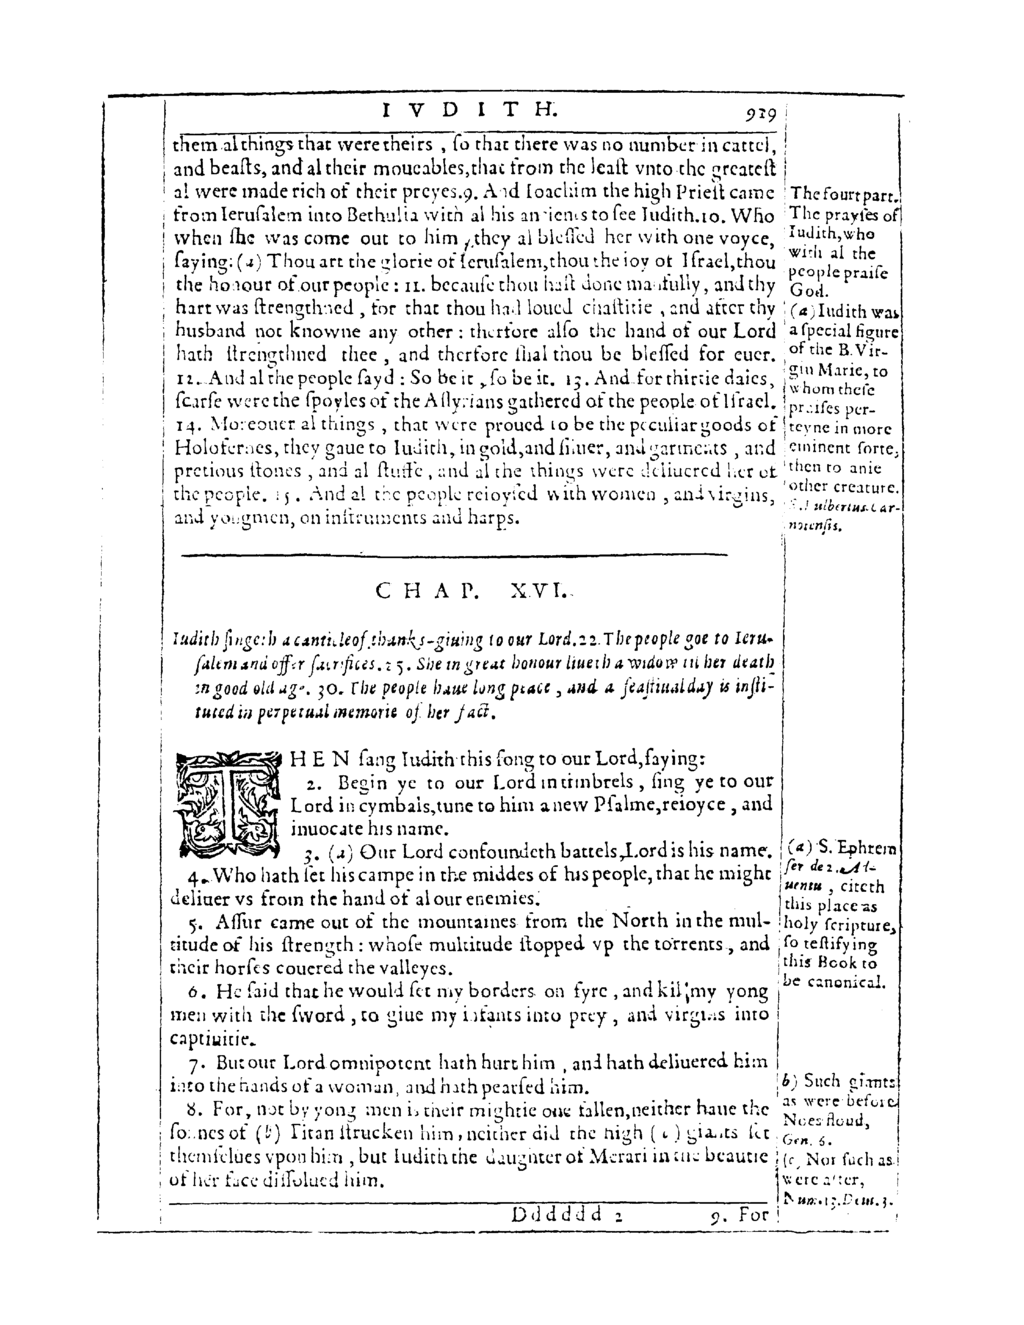 IVDITH. 929
them al things that were theirs , ſo that there was no number in cattel,
and beaſts, and al their moueables, that from the leaſt vnto the greateſt
al were made rich of their preyes. 9. And Ioachim the high Prieſt came
from Ieruſalem into Bethulia with al his ancients to ſee Iudith. 10. Who
when ſhe was come out to him , they al bleſſed her with one voyce,
ſaying: (a) Thou art the glorie of Ieruſalem, thou the ioy of Iſrael, thou
the honour of our people : 11. becauſe thou haſt done manfully, and thy
hart was ſtrengthned , for that thou haſt loued chaſtitie , and after thy
husband not knowne any other : therfore alſo the hand of our Lord
hath ſtrengthned thee , and therfore ſhal thou be bleſſed for euer.
12. And al the people ſayd : So be it , ſo be it. 13. And for thirtie daies,
ſcarſe were the ſpoyles of the Aſſyrians gathered of the people of Iſrael.
14. Moreouer al things , that were proued to be the peculiar goods of
Holofernes, they gaue to Iudith, in gold, and ſiluer, and garments , and
pretious ſtones , and al ſtuffe , and al the things were deliuered her of
the people. 15. And al the people reioyſed with women , and virgins,
and yongmen, on inſtruments and harps.
The fourt part.
The prayſes of
Iudith, who
with al the
people praiſe
God.
(a) Iudith was
a ſpecial figure
of the B. Vir-
gin Marie, to
whom theſe
praiſes per-
teyne in more
eminent ſorte,
then to anie
other creature.
S. Fulbertus Car-
notenſis.
CHAP. XVI.
Iudith ſingeth a canticle of thanks-giuing to our Lord. 22. The people goe to Ieru-
ſalem and offer ſacrifices. 25. She in great honour liueth a widow til her death
in good old age. 30. The people haue long peace , and a feaſtiual day is inſti-
tuted in perpetual memorie of her fact.
THEN ſang Iudith this ſong to our Lord, ſaying:
2. Begin ye to our Lord in timbrels , ſing ye to our
Lord in cymbals, tune to him a new Pſalme, reioyce , and
inuocate his name.
3. (a) Our Lord confoundeth battels, Lord is his name.
4. Who hath ſet his campe in the middes of his people, that he might
deliuer vs from the hand of al our enemies.
5. Aſſur came out of the mountaines from the North in the mul-
titude of his ſtrength : whoſe multitude ſtopped vp the torrents , and
their horſes couered the valleyes.
6. He ſaid that he would ſet my borders on fyre , and kil my yong
men with the ſword , to giue my infants into prey , and virgins into
captiuitie.
7. But our Lord omnipotent hath hurt him , and hath deliuered him
into the hands of a woman, and hath pearſed him.
8. For, not by yong men is their mightie one fallen, neither haue the
ſonnes of (b) Titan ſtrucken him , neither did the high (c) giants ſet
themſelues vpon him , but Iudith the daughter of Merari in the beautie
of her face diſſolued him.
(a) S. Ephrem
ſer de 2. Ad-
uentu , citeth
this place as
holy ſcripture,
ſo teſtifying
this Book to
be canonical.
b) Such giants
as were before
Noes floud,
Gen. 6.
(c) Nor ſuch as
were after,
Num. 13. Deut. 3.
Dddddd 2 9. For